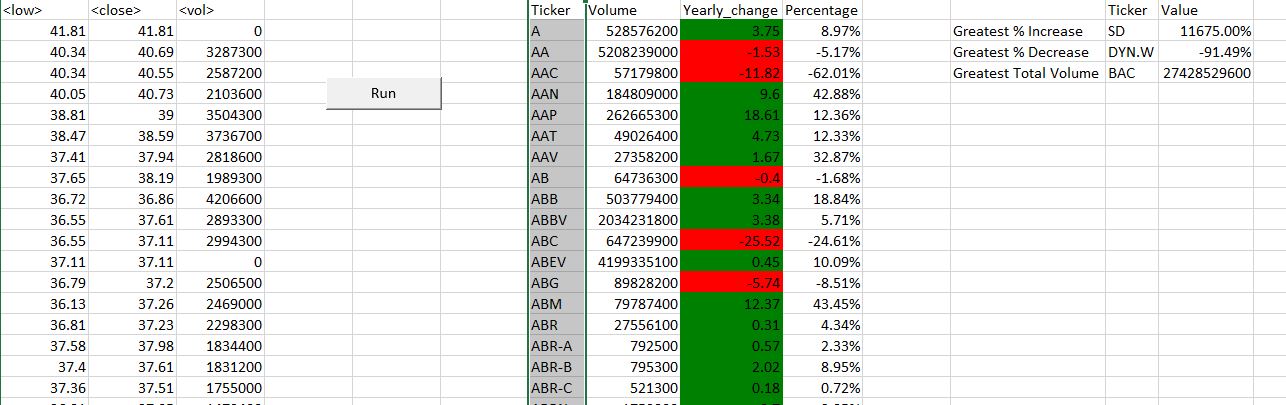 <low> <close> <vol> Ticker Volume Yearly_change Percentage Ticker Value
41.81 41.81 0 A 528576200 3.75 8.97% Greatest % Increase SD 11675.00%
40.34 40.69 3287300 AA 5208239000 -1.53 -5.17% Greatest % Decrease DYN.W -91.49%
40.34 40.55 2587200 AAC 57179800 -11.82 -62.01% Greatest Total Volume BAC 27428529600
40.05 40.73 2103600 Run AAN 184809000 9.6 42.88%
38.81 39 3504300 AAP 262665300 18.61 12.36%
38.47 38.59 3736700 AAT 49026400 4.73 12.33%
37.41 37.94 2818600 AAV 27358200 1.67 32.87%
37.65 38.19 1989300 AB 64736300 -0.4 -1.68%
36.72 36.86 4206600 ABB 503779400 3.34 18.84%
36.55 37.61 2893300 ABBV 2034231800 3.38 5.71%
36.55 37.11 2994300 ABC 647239900 -25.52 -24.61%
37.11 37.11 0 ABEV 4199335100 0.45 10.09%
36.79 37.2 2506500 ABG 89828200 -5.74 -8.51%
36.13 37.26 2469000 ABM 79787400 12.37 43.45%
36.81 37.23 2298300 ABR 27556100 0.31 4.34%
37.58 37.98 1834400 ABR-A 792500 0.57 2.33%
37.4 37.61 1831200 ABR-B 795300 2.02 8.95%
37.36 37.51 1755000 ABR-C 521300 0.18 0.72%